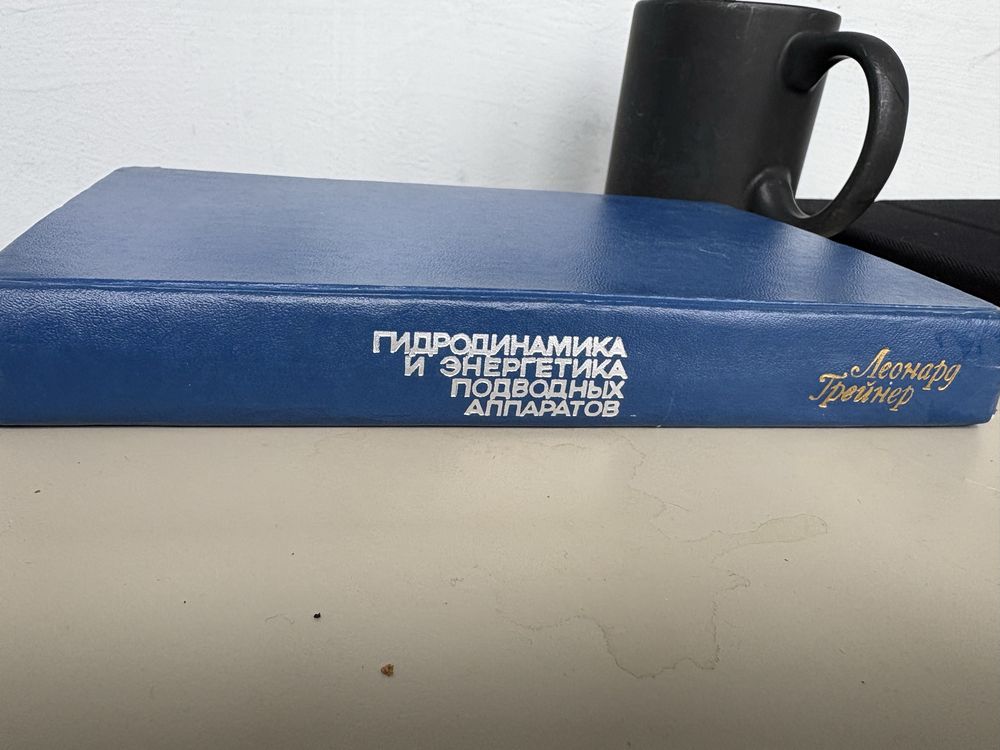 ГИДРОДИНАМИКА
И ЭНЕРГЕТИКА
ПОДВОДНЫХ
АППАРАТОВ
Леонард
Грейнер